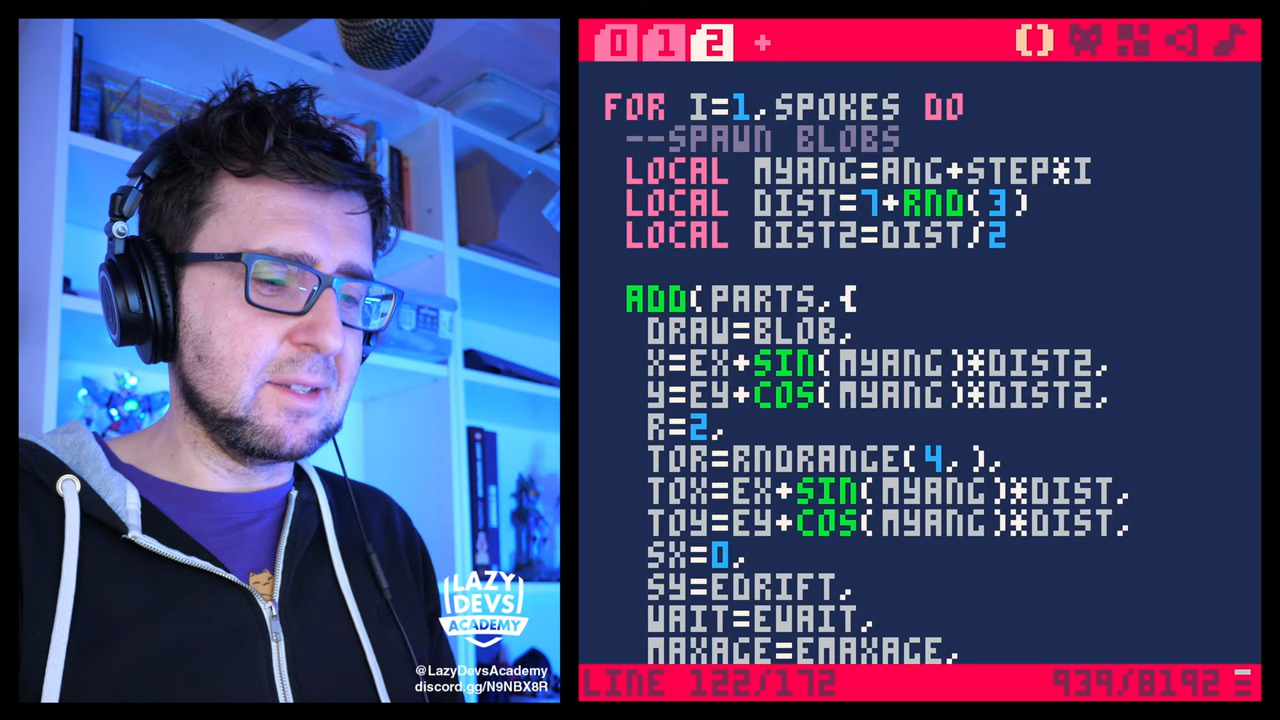 0 1 2 +
FOR I=1,SPOKES DO
--SPAWN BLOBS
LOCAL MYANG=ANG+STEP*I
LOCAL DIST=7+RND(3)
LOCAL DIST2=DIST/2
ADD(PARTS,{
DRAW=BLOB,
X=EX+SIN(MYANG)*DIST2,
Y=EY+COS(MYANG)*DIST2,
R=2,
TOR=RNDRANGE(4, ),
TOX=EX+SIN(MYANG)*DIST,
TOY=EY+COS(MYANG)*DIST,
SX=0,
SY=EDRIFT,
WAIT=EWAIT,
MAXAGE=EMAXAGE,
LINE 122/172 939/8192
LAZY
DEVS
ACADEMY
@LazyDevsAcademy
discord.gg/N9NBX8R